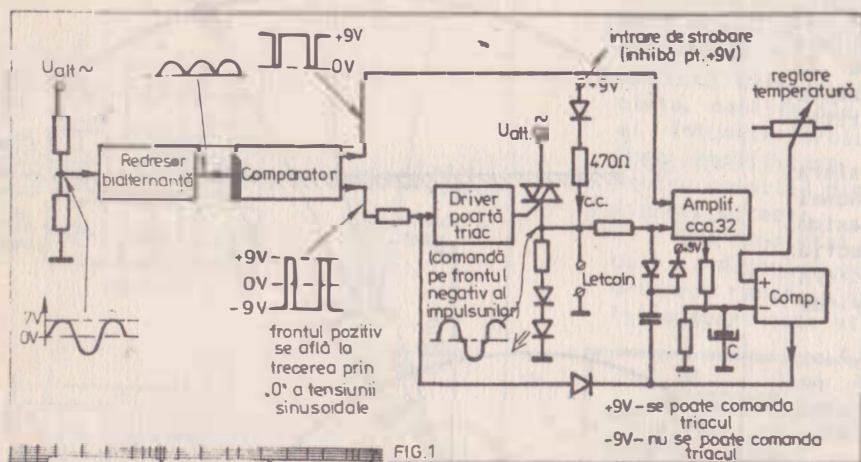 +9V
0V
intrare de strobare
(inhibă pt.+9V)
Ualt ~
+9V
reglare
temperatură
Ualt. ~
470Ω
Redresor
bialternanță
Comparator
c.c.
Driver
poartă
triac
Amplif.
cca.32
+9V
(comandă
pe frontul
negativ al
impulsurilor)
Letcoin
+
-
Comp.
+9V
0V
-9V
7V
0V
C
frontul pozitiv
se află la
trecerea prin
„0" a tensiunii
sinusoidale
+9V-se poate comanda
triacul
-9V-nu se poate comanda
triacul
FIG.1